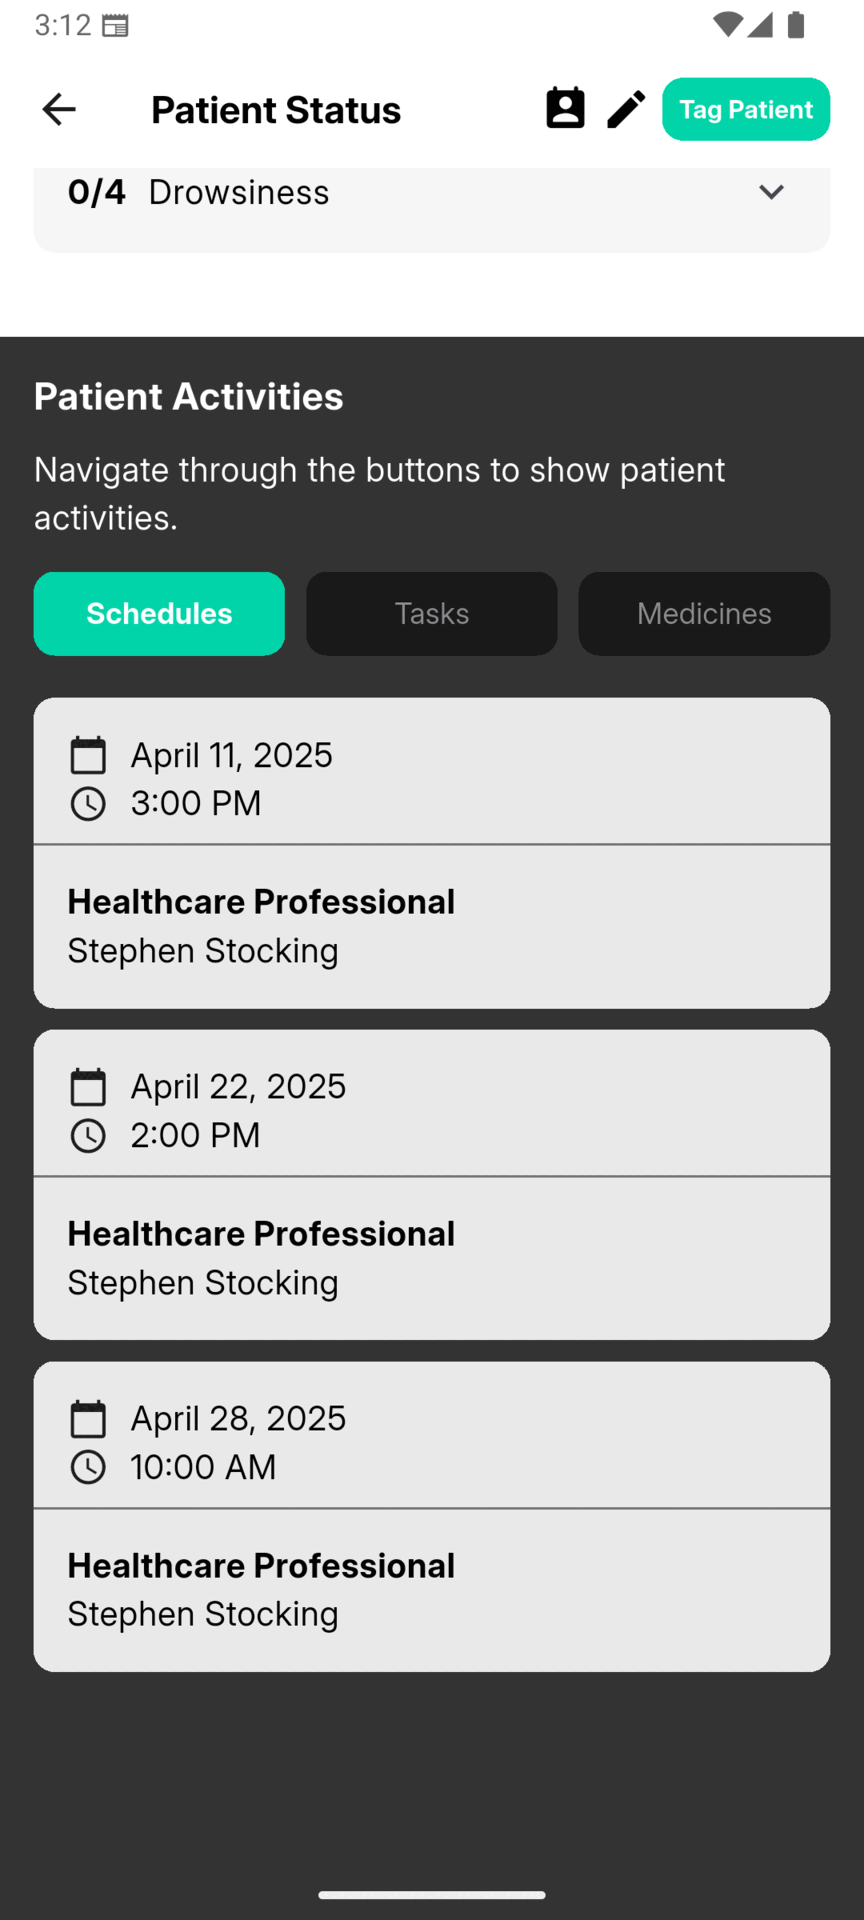 3:12
Patient Status
Tag Patient
0/4 Drowsiness
Patient Activities
Navigate through the buttons to show patient
activities.
Schedules
Tasks
Medicines
April 11, 2025
3:00 PM
Healthcare Professional
Stephen Stocking
April 22, 2025
2:00 PM
Healthcare Professional
Stephen Stocking
April 28, 2025
10:00 AM
Healthcare Professional
Stephen Stocking